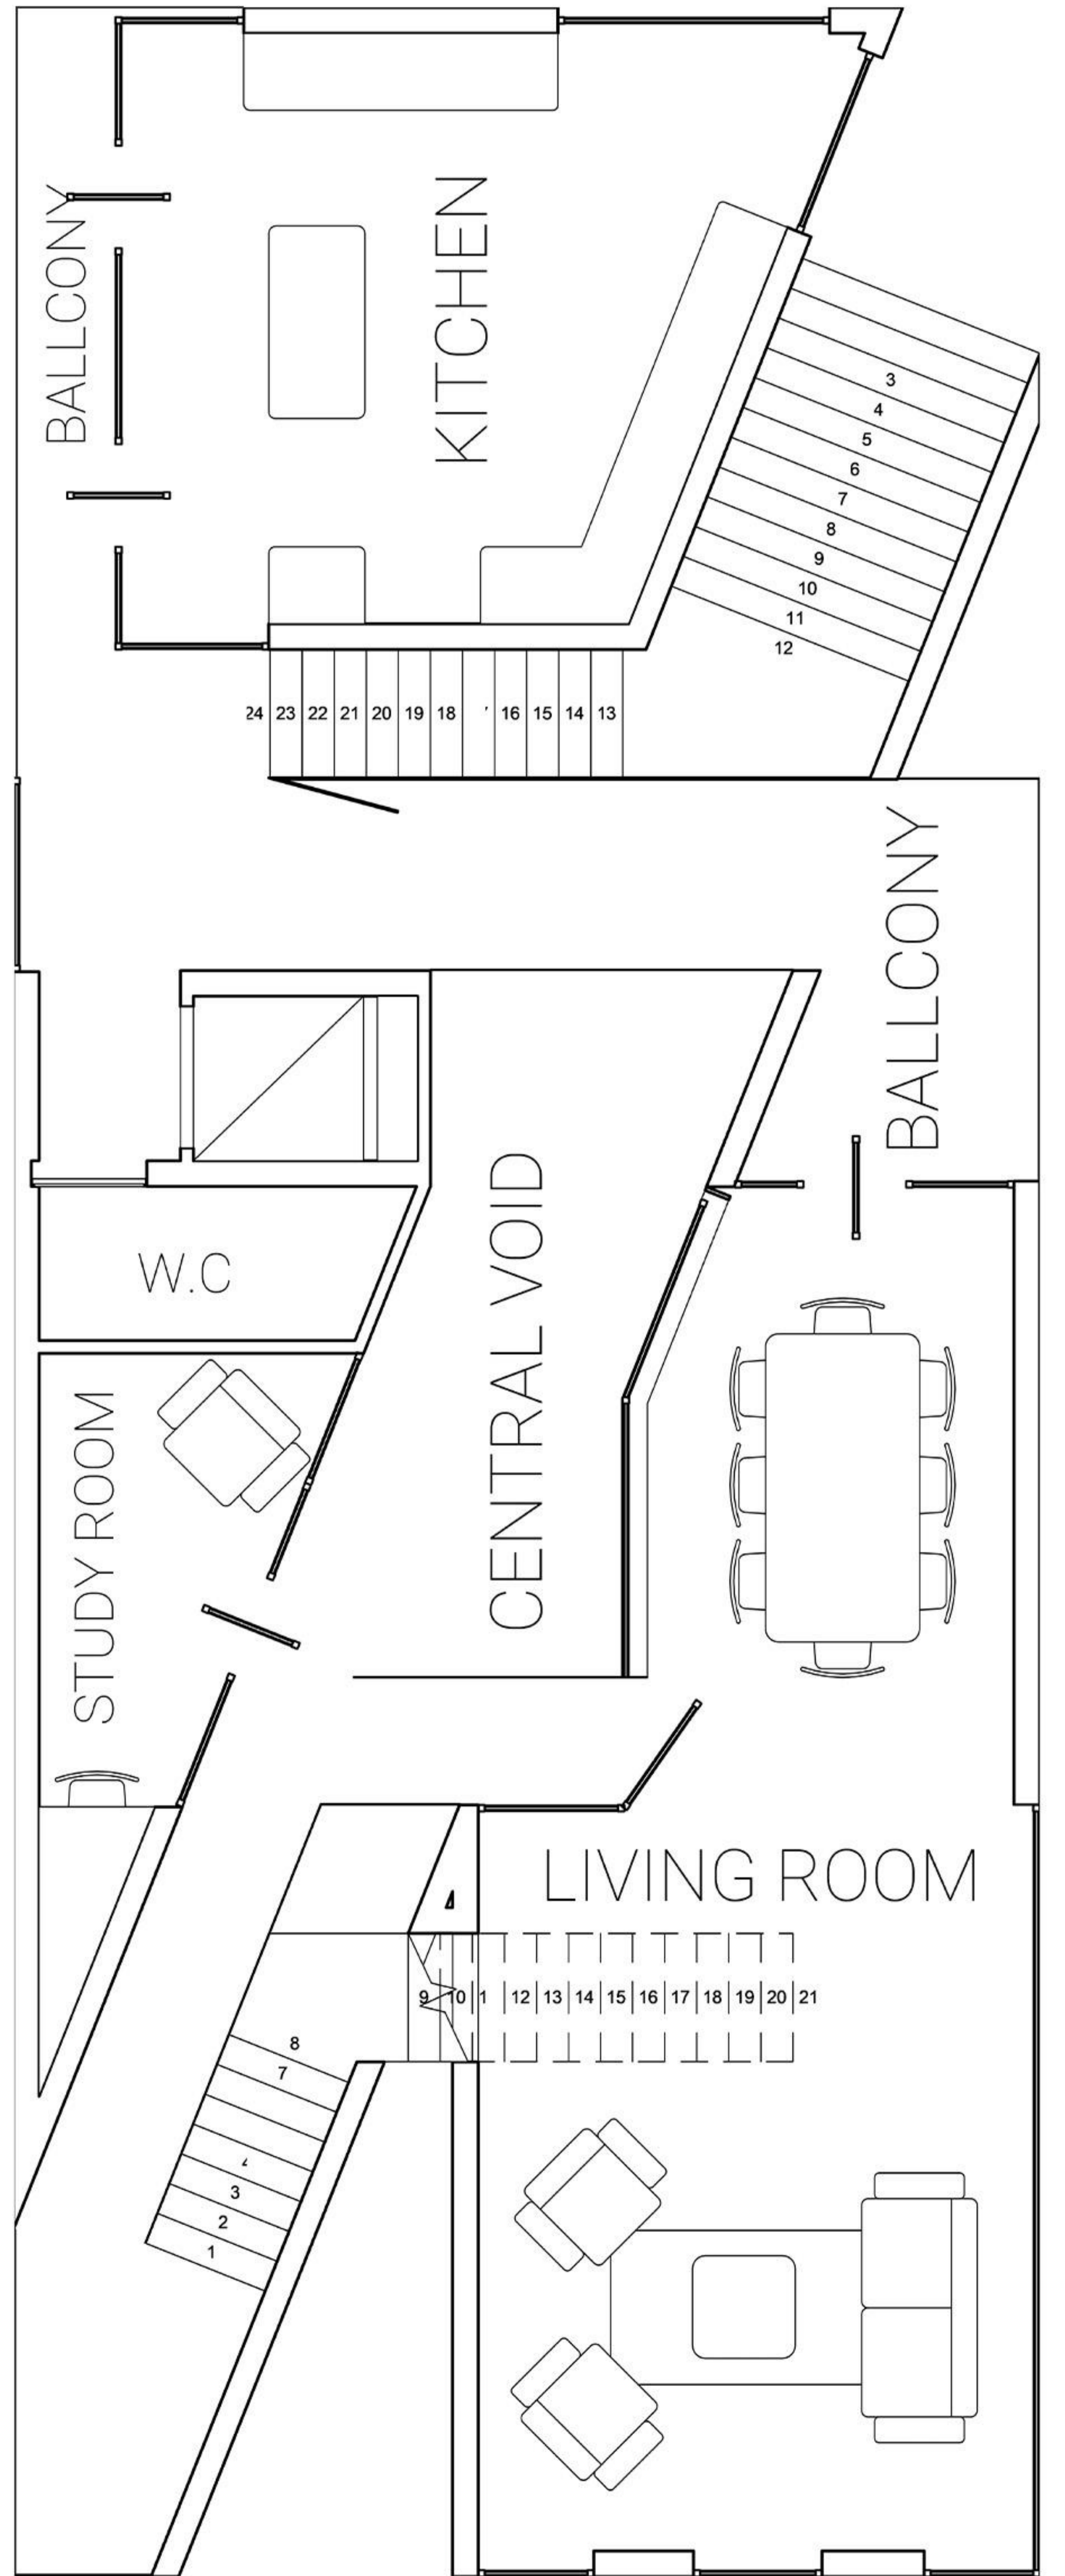 BALLCONY
KITCHEN
3
4
5
6
7
8
9
10
11
12
24 23 22 21 20 19 18 16 15 14 13
BALLCONY
CENTRAL VOID
W.C
STUDY ROOM
LIVING ROOM
9 10 1 12 13 14 15 16 17 18 19 20 21
8
7
3
2
1